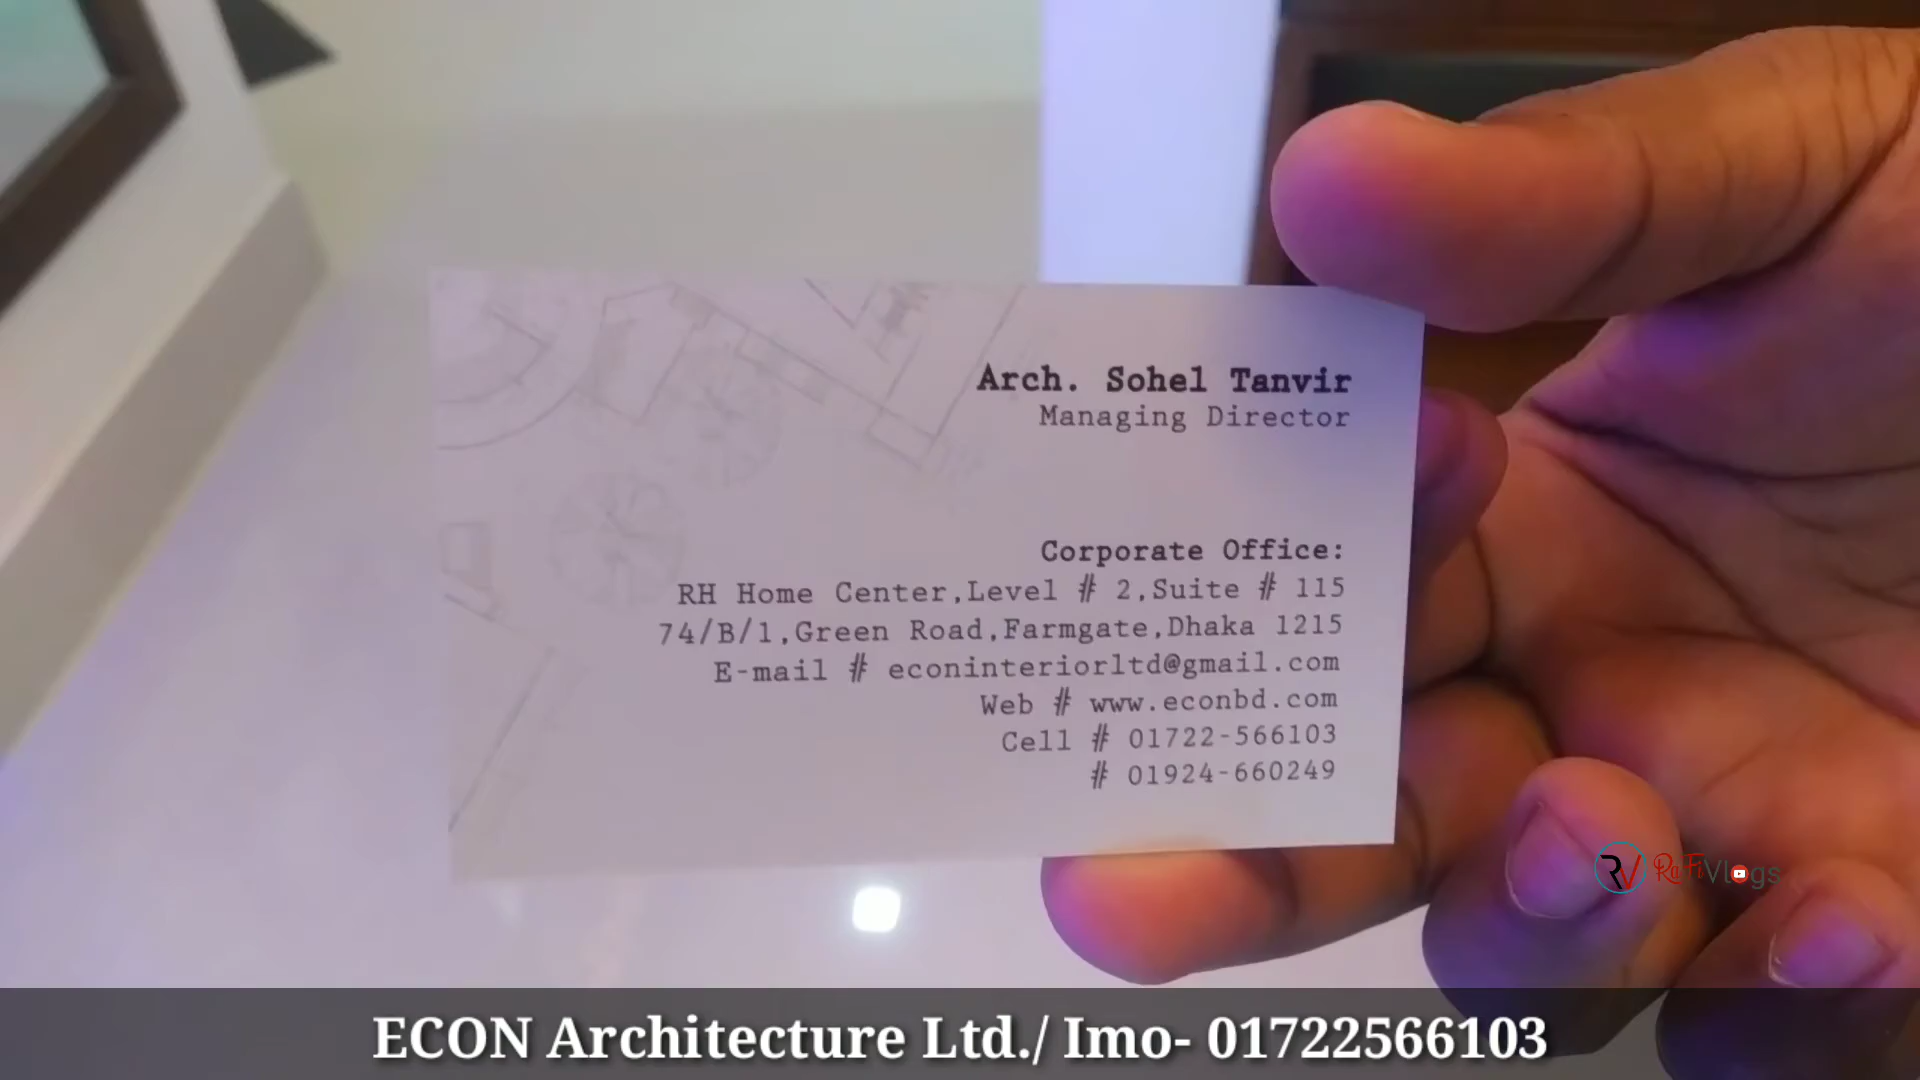 Arch. Sohel Tanvir
Managing Director
Corporate Office:
RH Home Center,Level # 2,Suite # 115
74/B/1,Green Road,Farmgate,Dhaka 1215
E-mail # econinteriorltd@gmail.com
Web # www.econbd.com
Cell # 01722-566103
# 01924-660249
RV RaFiVlogs
ECON Architecture Ltd./ Imo- 01722566103